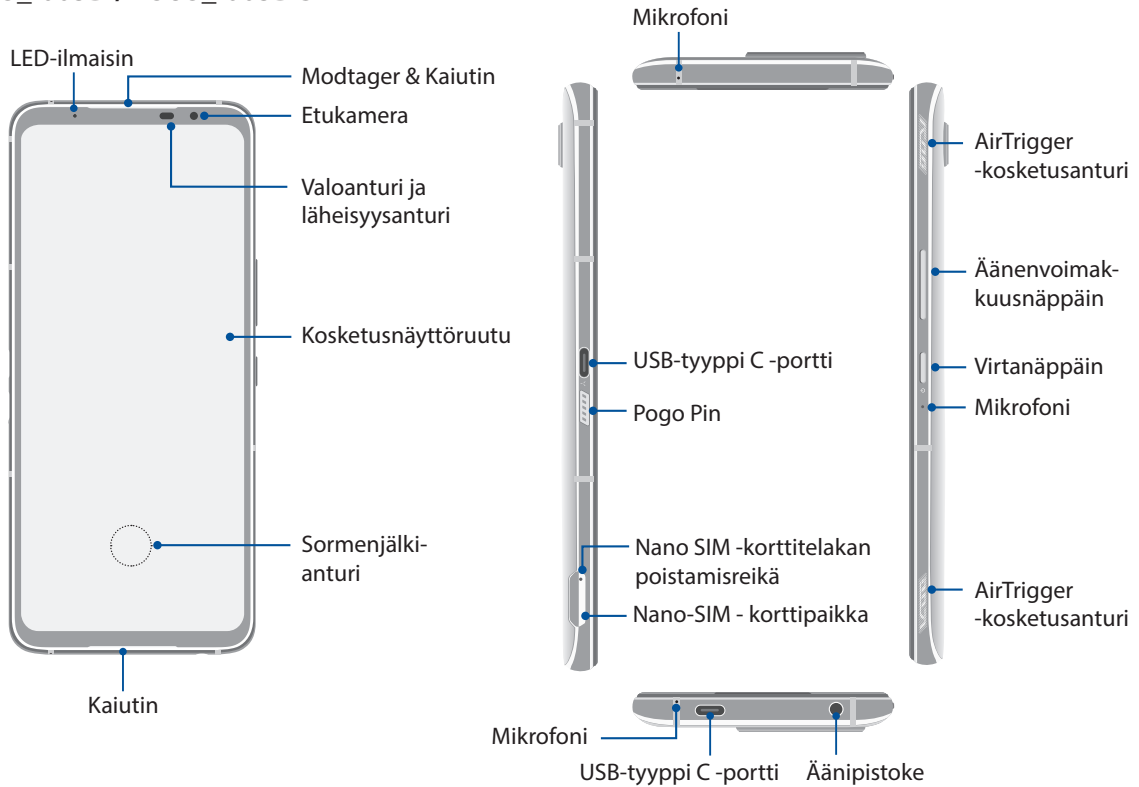 Mikrofoni
LED-ilmaisin
Modtager & Kaiutin
Etukamera
Valoanturi ja
läheisyysanturi
Kosketusnäyttöruutu
Sormenjälki-
anturi
Kaiutin
USB-tyyppi C -portti
Pogo Pin
Nano SIM -korttitelakan
poistamisreikä
Nano-SIM - korttipaikka
AirTrigger
-kosketusanturi
Äänenvoimak-
kuusnäppäin
Virtanäppäin
Mikrofoni
AirTrigger
-kosketusanturi
Mikrofoni
USB-tyyppi C -portti
Äänipistoke